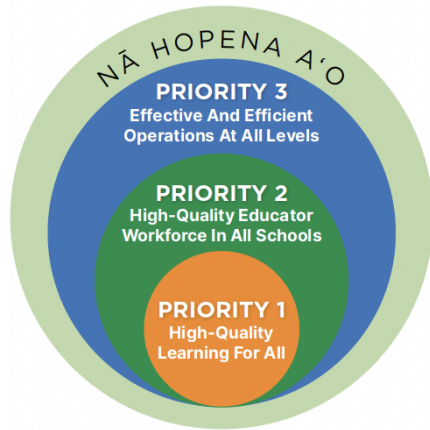 NĀ HOPENA AʻO
PRIORITY 3
Effective And Efficient
Operations At All Levels
PRIORITY 2
High-Quality Educator
Workforce In All Schools
PRIORITY 1
High-Quality
Learning For All